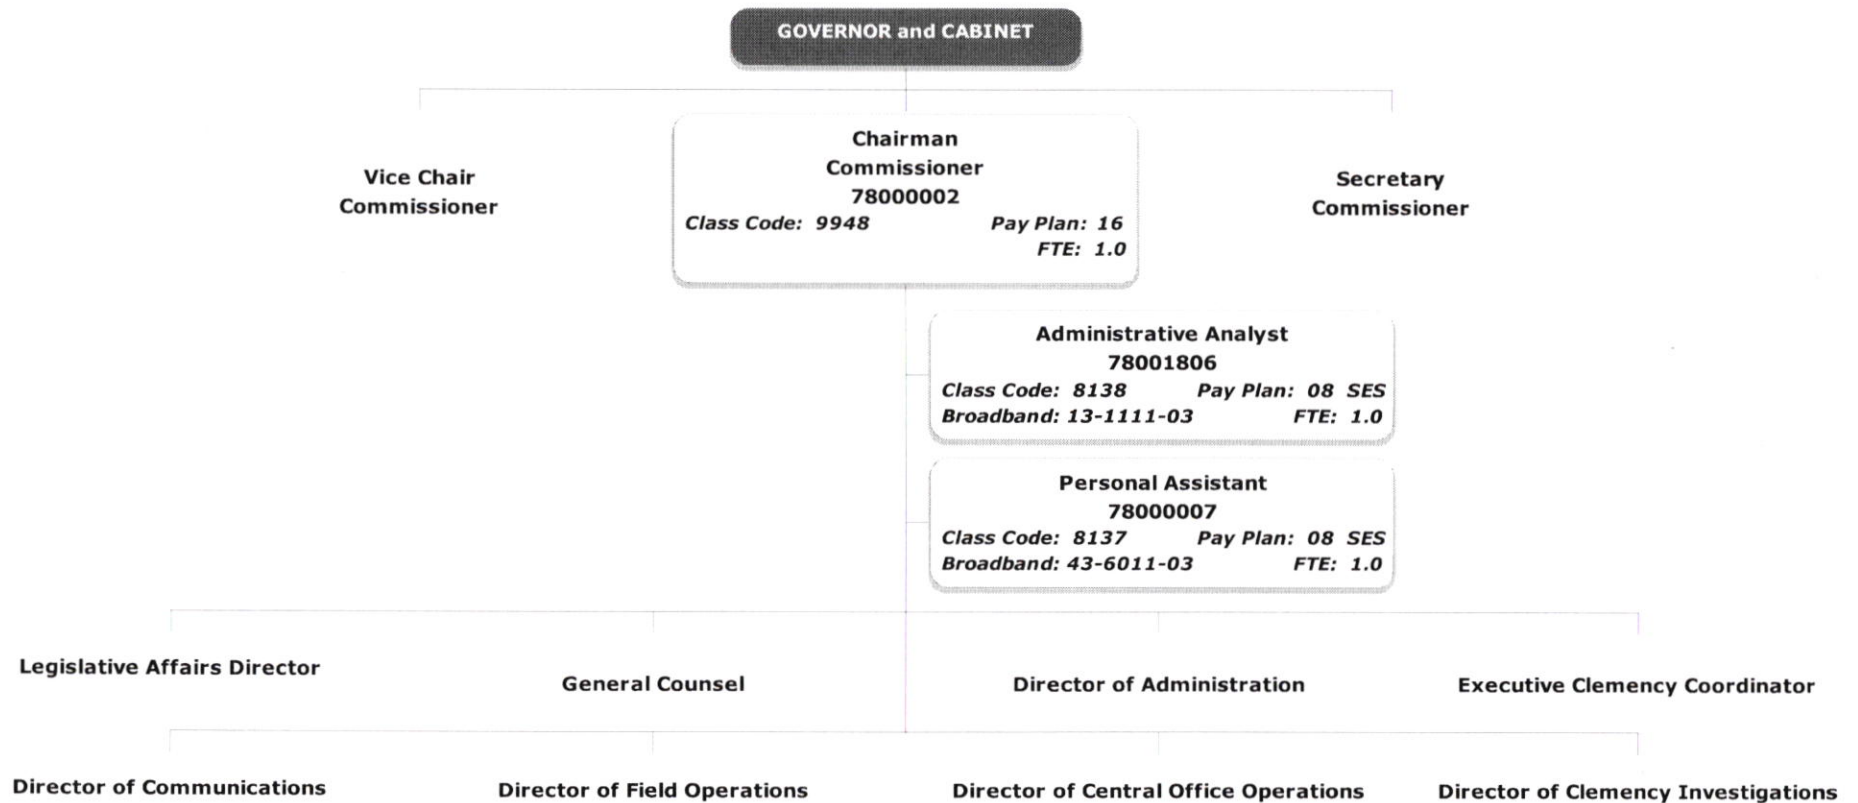 GOVERNOR and CABINET
Vice Chair
Commissioner
Chairman
Commissioner
78000002
Class Code: 9948 Pay Plan: 16
FTE: 1.0
Secretary
Commissioner
Administrative Analyst
78001806
Class Code: 8138 Pay Plan: 08 SES
Broadband: 13-1111-03 FTE: 1.0
Personal Assistant
78000007
Class Code: 8137 Pay Plan: 08 SES
Broadband: 43-6011-03 FTE: 1.0
Legislative Affairs Director
General Counsel
Director of Administration
Executive Clemency Coordinator
Director of Communications
Director of Field Operations
Director of Central Office Operations
Director of Clemency Investigations